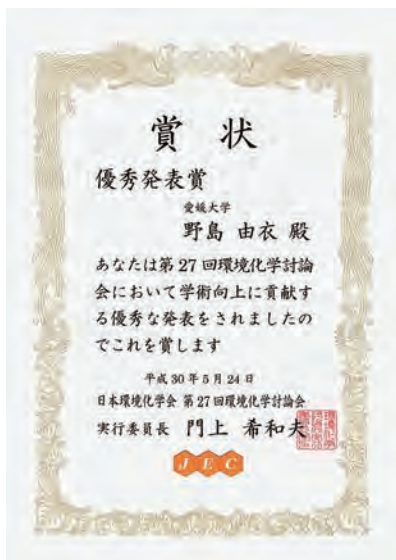 賞 状
優秀発表賞
愛媛大学
野島 由衣 殿
あなたは第27回環境化学討論
会において学術向上に貢献す
る優秀な発表をされましたの
でこれを賞します
平成30年5月24日
日本環境化学会 第27回環境化学討論会
実行委員長 門上 希和夫
JEC